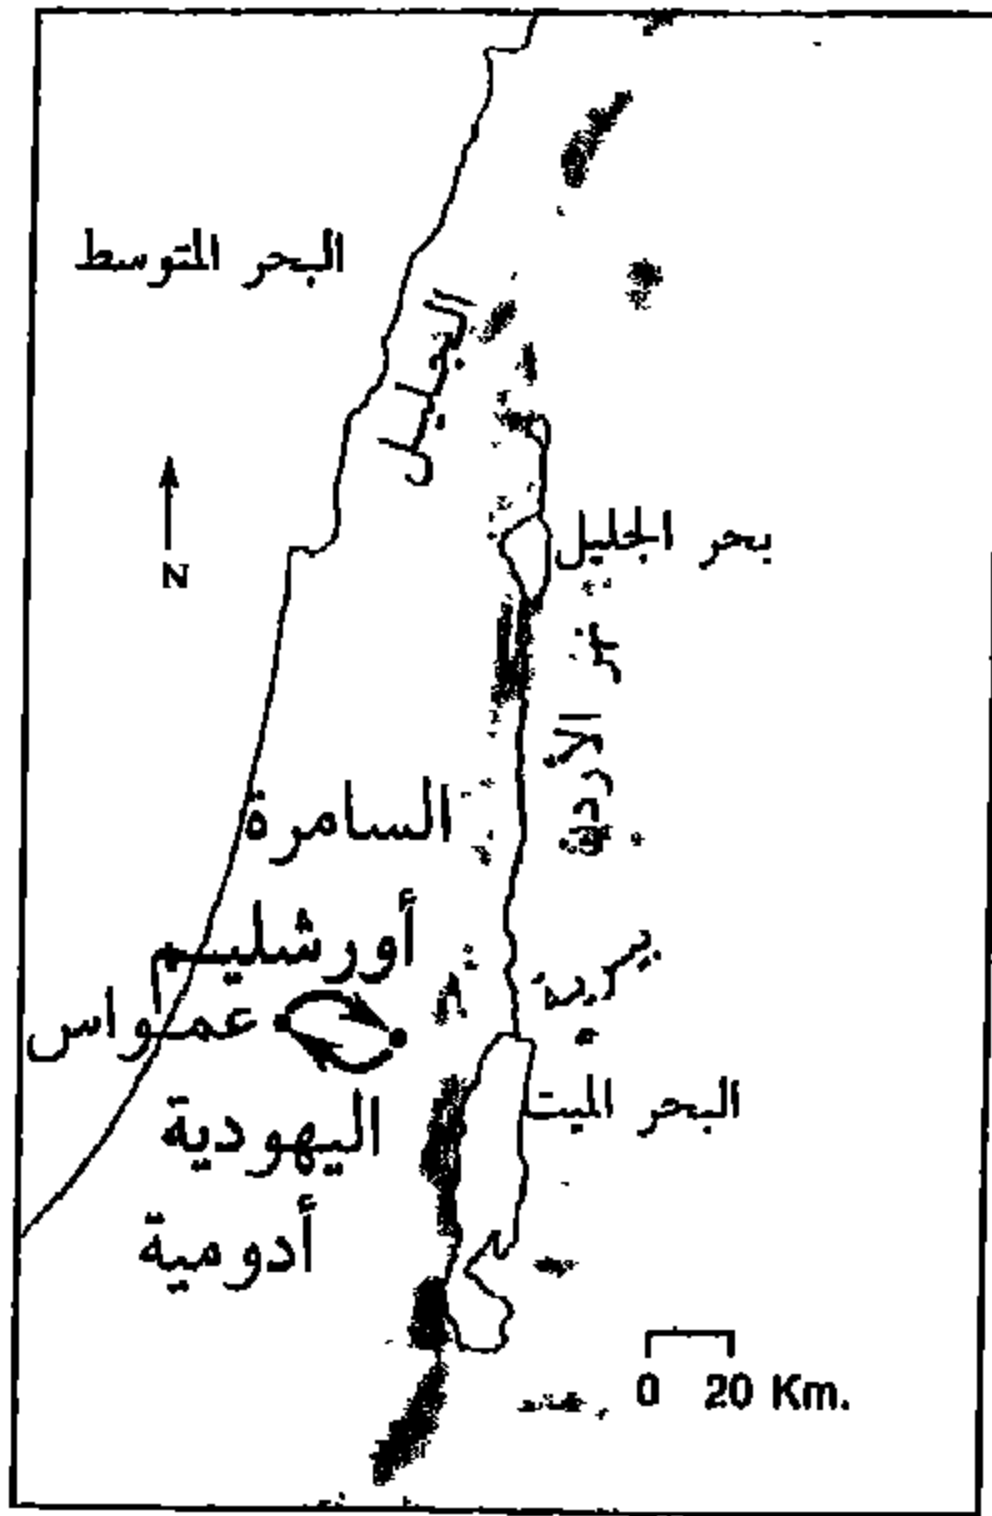 البحر المتوسط
الجليل
N
بحر الجليل
نهر الأردن
السامرة
أورشليم
بيرية
عمواس
البحر الميت
اليهودية
أدومية
0 20 Km.